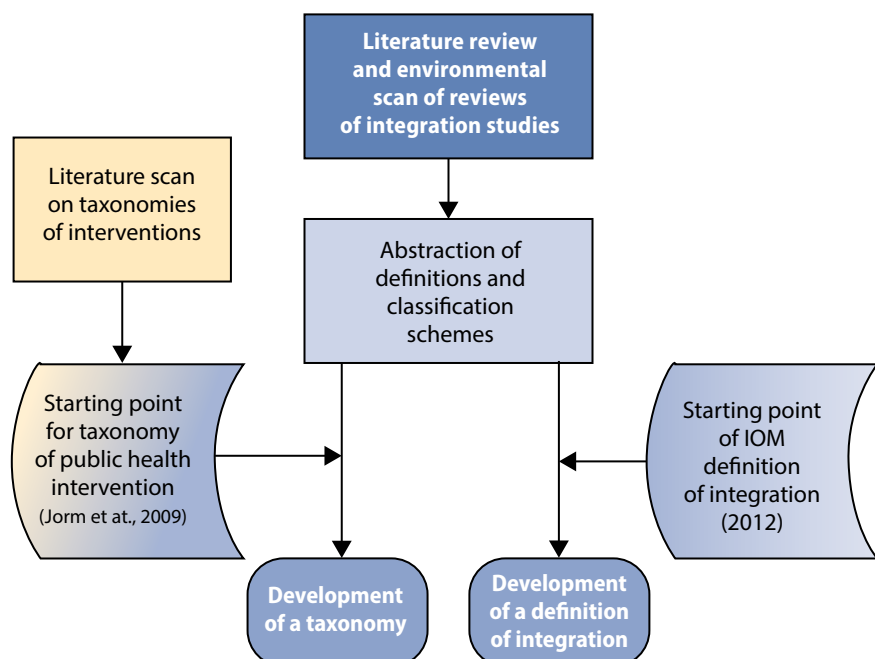 Literature review
and environmental
scan of reviews
of integration studies
Literature scan
on taxonomies
of interventions
Abstraction of
definitions and
classification
schemes
Starting point
for taxonomy
of public health
intervention
(Jorm et at., 2009)
Starting point
of IOM
definition
of integration
(2012)
Development
of a taxonomy
Development
of a definition
of integration